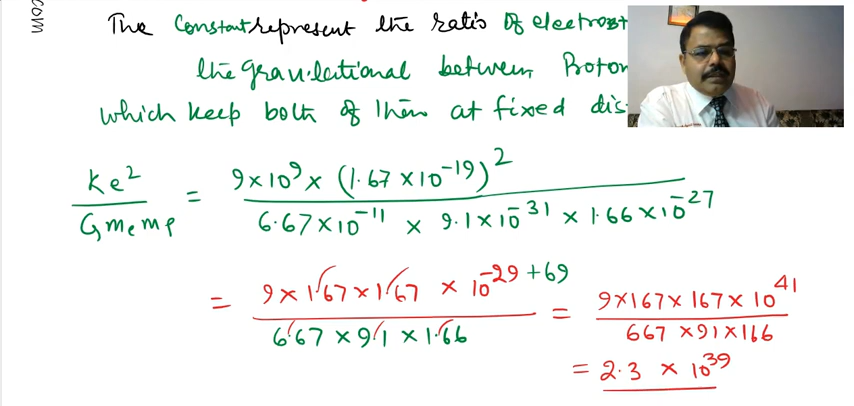 The Constant represent the ratio of electrost
the gravitational between Proton
which keep both of them at fixed dis
Ke²/Gmemp = 9×10⁹×(1.67×10⁻¹⁹)²/6.67×10⁻¹¹ × 9.1×10⁻³¹ × 1.66×10⁻²⁷
= 9×1.67×1.67 × 10⁻²⁹⁺⁶⁹/6.67×9.1×1.66 = 9×167×167×10⁴¹/667×91×166
= 2.3 × 10³⁹
com